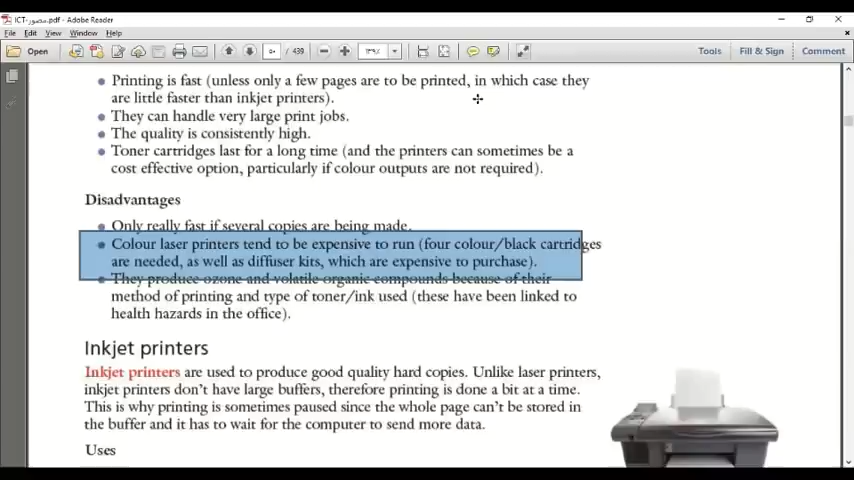 ICT-مصور.pdf - Adobe Reader
File Edit View Window Help
Open
٥٠ / 439
Tools Fill & Sign Comment
Printing is fast (unless only a few pages are to be printed, in which case they
are little faster than inkjet printers).
They can handle very large print jobs.
The quality is consistently high.
Toner cartridges last for a long time (and the printers can sometimes be a
cost effective option, particularly if colour outputs are not required).
Disadvantages
Only really fast if several copies are being made.
Colour laser printers tend to be expensive to run (four colour/black cartridges
are needed, as well as diffuser kits, which are expensive to purchase).
They produce ozone and volatile organic compounds because of their
method of printing and type of toner/ink used (these have been linked to
health hazards in the office).
Inkjet printers
Inkjet printers are used to produce good quality hard copies. Unlike laser printers,
inkjet printers don't have large buffers, therefore printing is done a bit at a time.
This is why printing is sometimes paused since the whole page can't be stored in
the buffer and it has to wait for the computer to send more data.
Uses